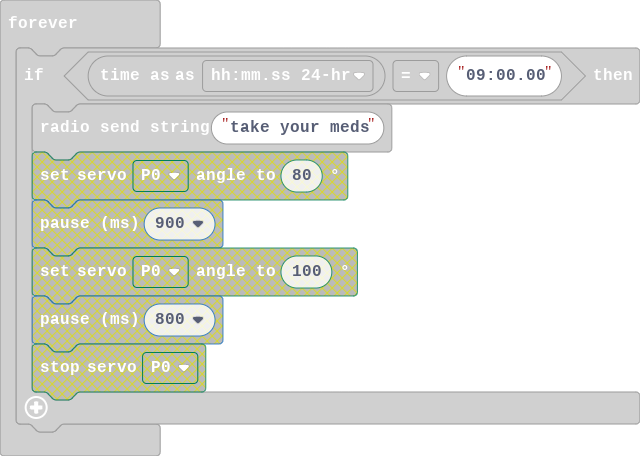 forever
if time as as hh:mm.ss 24-hr = "09:00.00" then
radio send string "take your meds"
set servo P0 angle to 80 °
pause (ms) 900
set servo P0 angle to 100 °
pause (ms) 800
stop servo P0